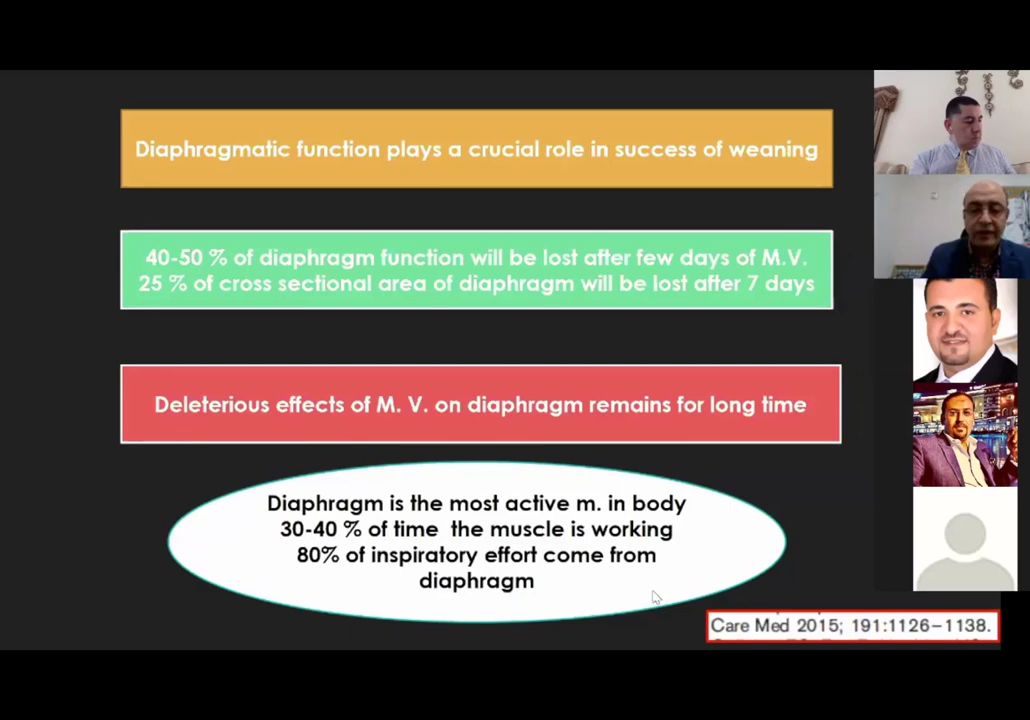 Diaphragmatic function plays a crucial role in success of weaning
40-50 % of diaphragm function will be lost after few days of M.V.
25 % of cross sectional area of diaphragm will be lost after 7 days
Deleterious effects of M. V. on diaphragm remains for long time
Diaphragm is the most active m. in body
30-40 % of time the muscle is working
80% of inspiratory effort come from
diaphragm
Care Med 2015; 191:1126–1138.